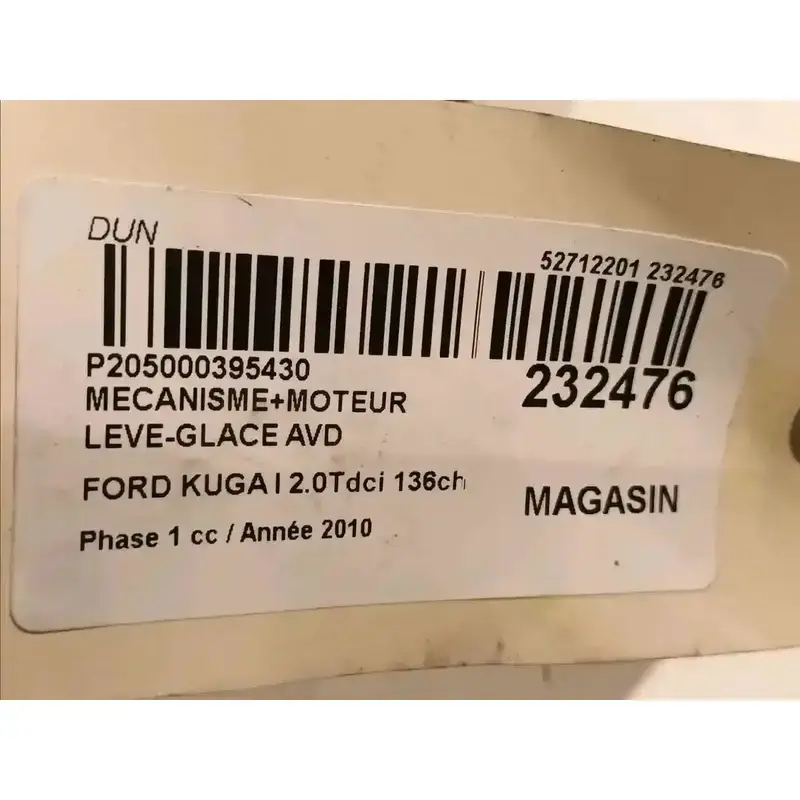 DUN
52712201 232476
P205000395430
232476
MECANISME+MOTEUR
LEVE-GLACE AVD
FORD KUGA I 2.0Tdci 136ch
MAGASIN
Phase 1 cc / Année 2010